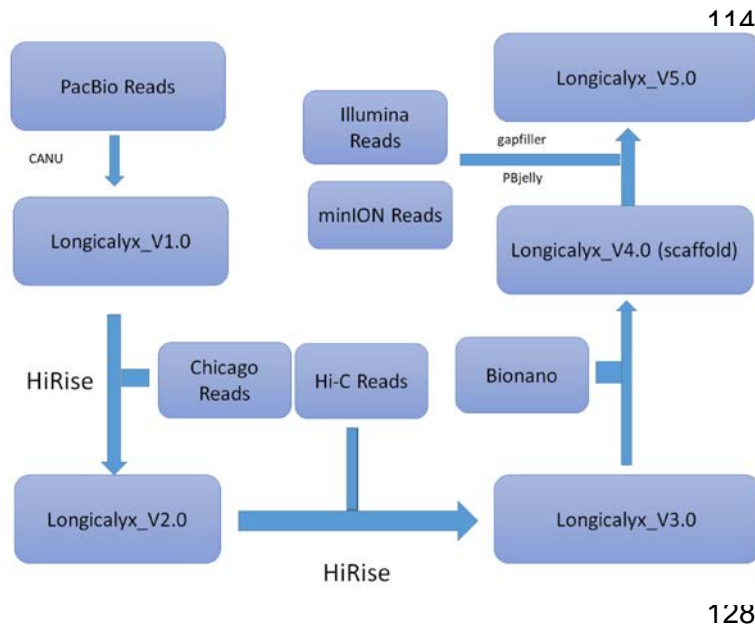 114
PacBio Reads
CANU
Longicalyx_V1.0
HiRise
Chicago
Reads
Hi-C Reads
Longicalyx_V2.0
HiRise
Longicalyx_V3.0
Bionano
Longicalyx_V4.0 (scaffold)
Illumina
Reads
minION Reads
gapfiller
PBjelly
Longicalyx_V5.0
128